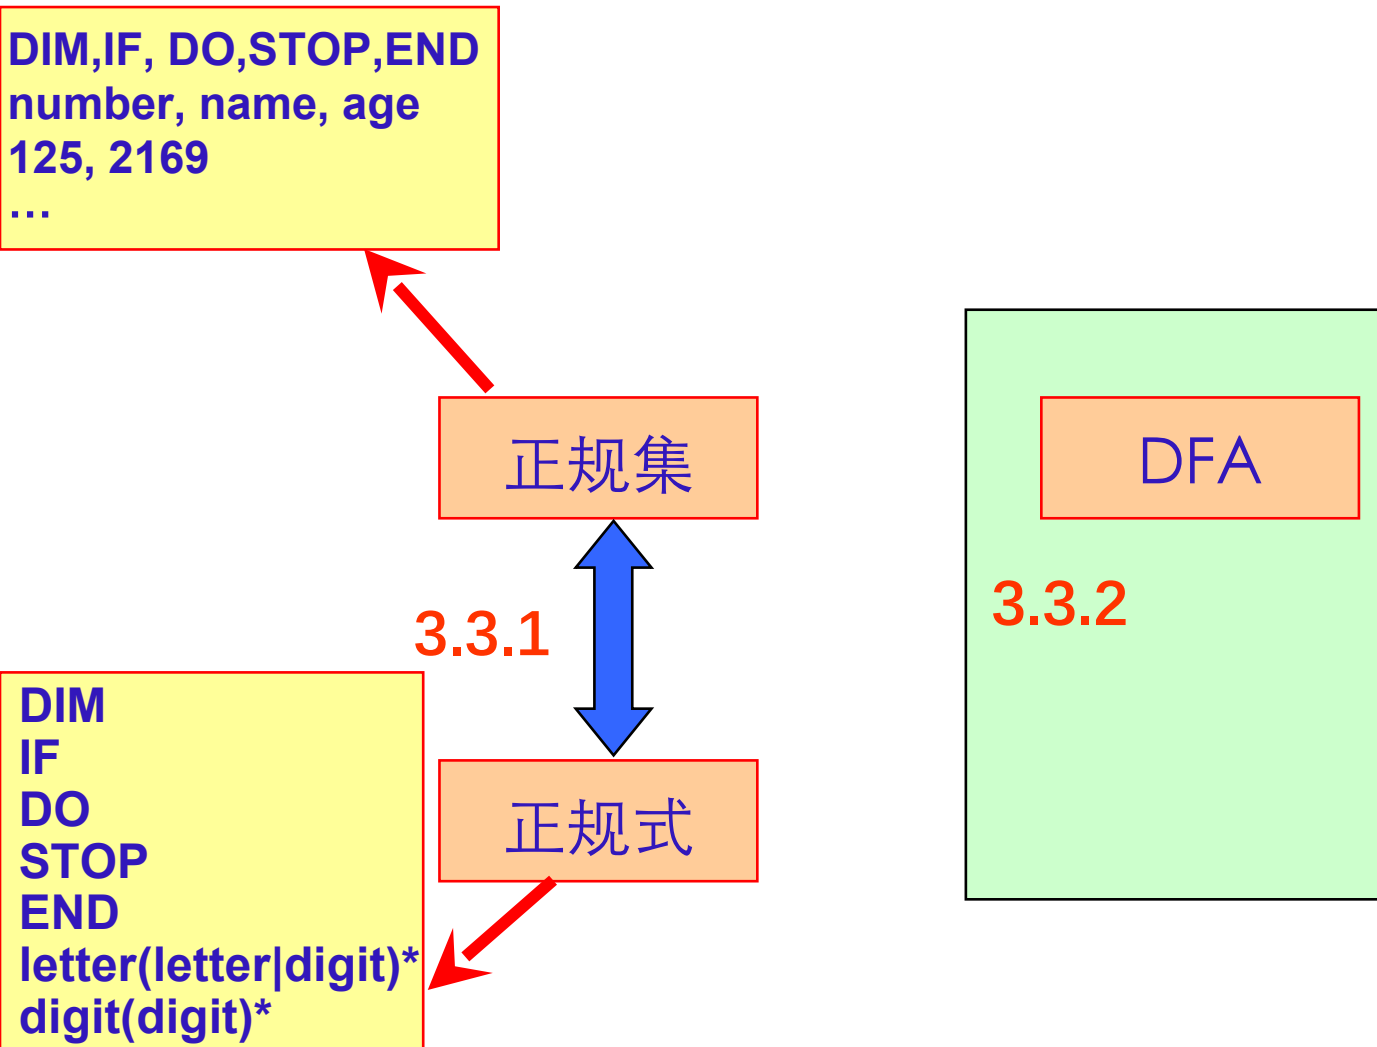 DIM,IF, DO,STOP,END
number, name, age
125, 2169
…
正规集
DFA
3.3.1
3.3.2
正规式
DIM
IF
DO
STOP
END
letter(letter|digit)*
digit(digit)*